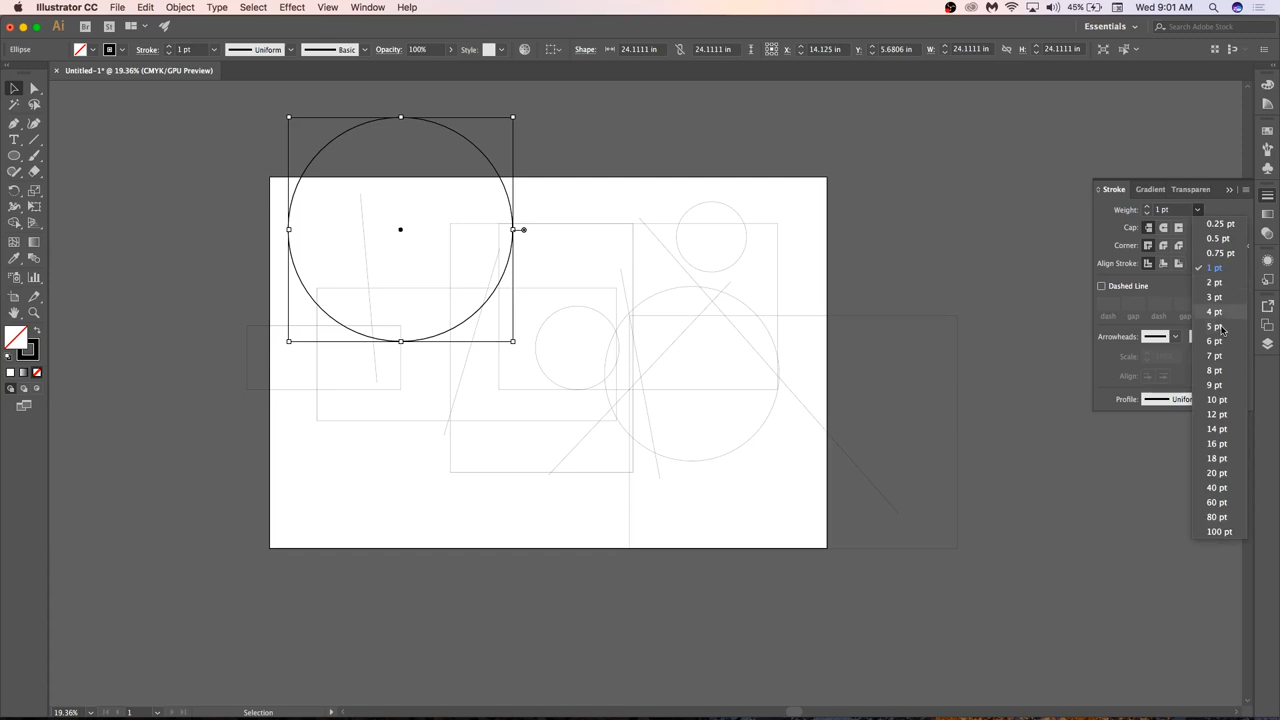 Illustrator CC File Edit Object Type Select Effect View Window Help 45% Wed 9:01 AM
Ai Br St Essentials Search Adobe Stock
Ellipse Stroke: 1 pt Uniform Basic Opacity: 100% Style: Shape: 24.1111 in 24.1111 in X: 14.125 in Y: 5.6806 in W: 24.1111 in H: 24.1111 in
× Untitled-1* @ 19.36% (CMYK/GPU Preview)
Stroke Gradient Transparen
Weight: 1 pt
Cap:
Corner:
Align Stroke:
Dashed Line
dash gap dash gap
Arrowheads:
Scale: 100%
Align:
Profile: Unifo
0.25 pt
0.5 pt
0.75 pt
1 pt
2 pt
3 pt
4 pt
5 pt
6 pt
7 pt
8 pt
9 pt
10 pt
12 pt
14 pt
16 pt
18 pt
20 pt
40 pt
60 pt
80 pt
100 pt
19.36% 1 Selection